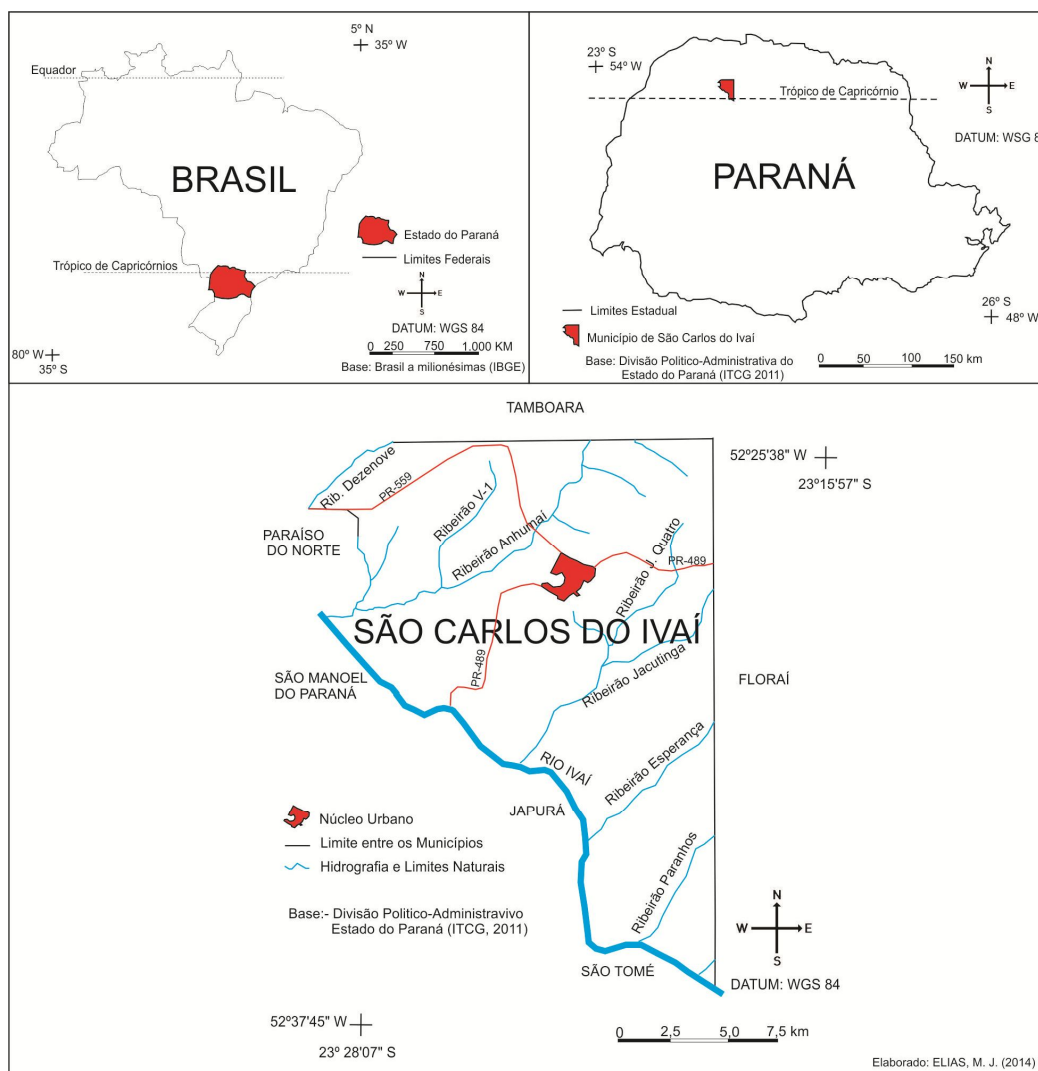 5º N
35º W
Equador
BRASIL
Estado do Paraná
Trópico de Capricórnios
Limites Federais
N
W E
S
DATUM: WGS 84
0 250 750 1.000 KM
Base: Brasil a milionésimas (IBGE)
80º W
35º S
23º S
54º W
N
W E
S
Trópico de Capricórnio
DATUM: WSG 8
PARANÁ
26º S
48º W
Limites Estadual
Município de São Carlos do Ivaí
Base: Divisão Politico-Administrativa do
Estado do Paraná (ITCG 2011)
0 50 100 150 km
TAMBOARA
52º25'38" W
23º15'57" S
Rib. Dezenove
PR-559
Ribeirão V-1
PARAÍSO
DO NORTE
Ribeirão Anhumaí
Ribeirão J. Quatro
PR-489
SÃO CARLOS DO IVAÍ
PR-489
SÃO MANOEL
DO PARANÁ
Ribeirão Jacutinga
FLORAÍ
RIO IVAÍ
Ribeirão Esperança
JAPURÁ
Núcleo Urbano
Limite entre os Municípios
Hidrografia e Limites Naturais
Ribeirão Paranhos
Base:- Divisão Politico-Administravivo
Estado do Paraná (ITCG, 2011)
N
W E
S
SÃO TOMÉ
DATUM: WGS 84
52º37'45" W
23º 28'07" S
0 2,5 5,0 7,5 km
Elaborado: ELIAS, M. J. (2014)